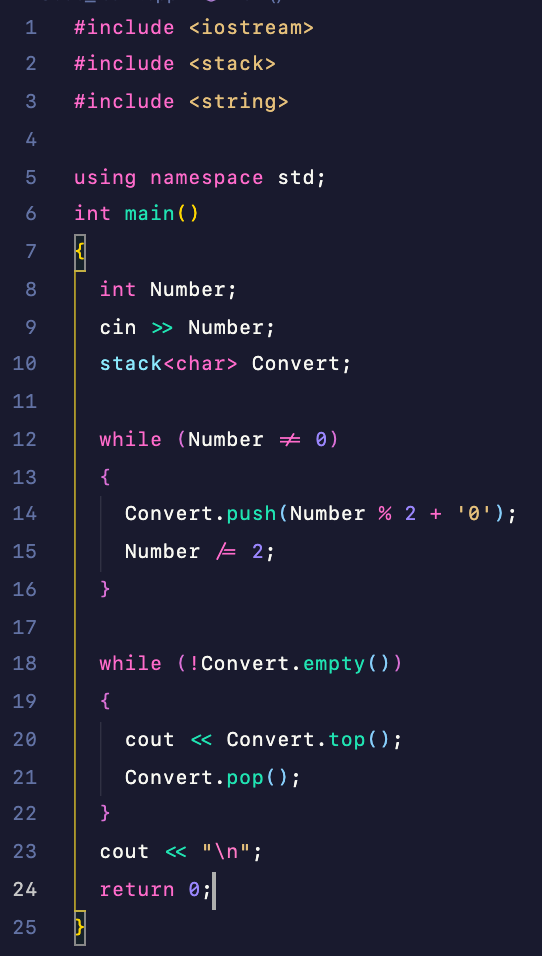 1 #include <iostream>
2 #include <stack>
3 #include <string>
4
5 using namespace std;
6 int main()
7 {
8 int Number;
9 cin >> Number;
10 stack<char> Convert;
11
12 while (Number != 0)
13 {
14 Convert.push(Number % 2 + '0');
15 Number /= 2;
16 }
17
18 while (!Convert.empty())
19 {
20 cout << Convert.top();
21 Convert.pop();
22 }
23 cout << "\n";
24 return 0;
25 }